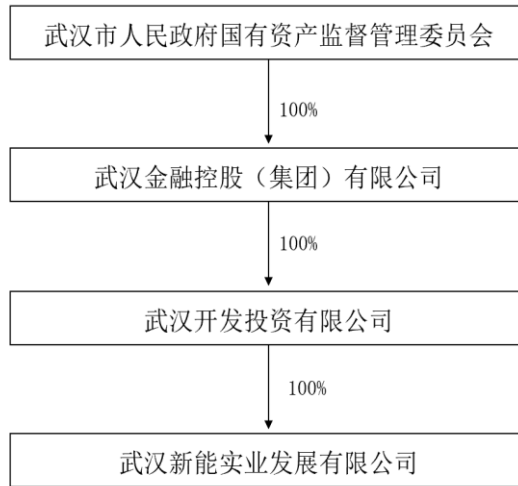 武汉市人民政府国有资产监督管理委员会
100%
武汉金融控股（集团）有限公司
100%
武汉开发投资有限公司
100%
武汉新能实业发展有限公司